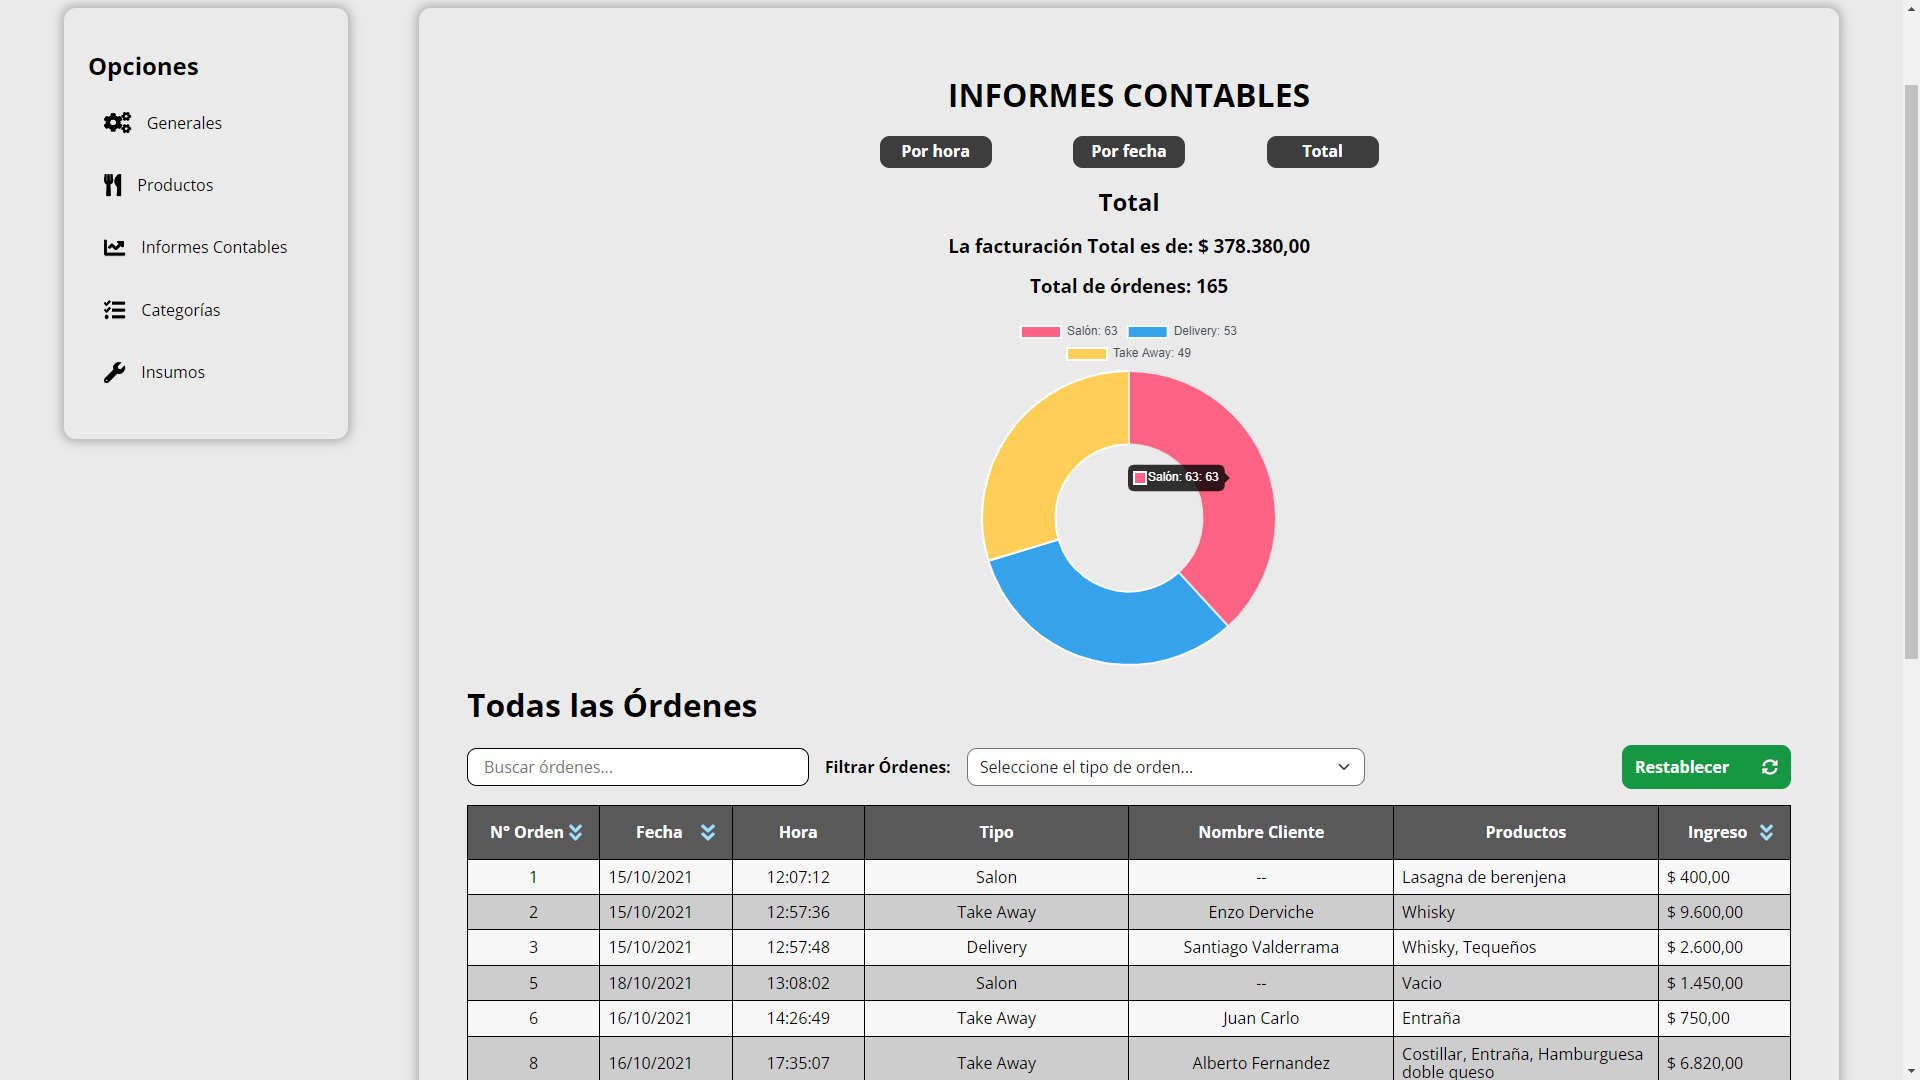 Opciones
Generales
Productos
Informes Contables
Categorías
Insumos
INFORMES CONTABLES
Por hora Por fecha Total
Total
La facturación Total es de: $ 378.380,00
Total de órdenes: 165
Salón: 63 Delivery: 53
Take Away: 49
Salón: 63: 63
Todas las Órdenes
Buscar órdenes... Filtrar Órdenes: Seleccione el tipo de orden... Restablecer
N° Orden Fecha Hora Tipo Nombre Cliente Productos Ingreso
1 15/10/2021 12:07:12 Salon -- Lasagna de berenjena $ 400,00
2 15/10/2021 12:57:36 Take Away Enzo Derviche Whisky $ 9.600,00
3 15/10/2021 12:57:48 Delivery Santiago Valderrama Whisky, Tequeños $ 2.600,00
5 18/10/2021 13:08:02 Salon -- Vacio $ 1.450,00
6 16/10/2021 14:26:49 Take Away Juan Carlo Entraña $ 750,00
8 16/10/2021 17:35:07 Take Away Alberto Fernandez Costillar, Entraña, Hamburguesa doble queso $ 6.820,00